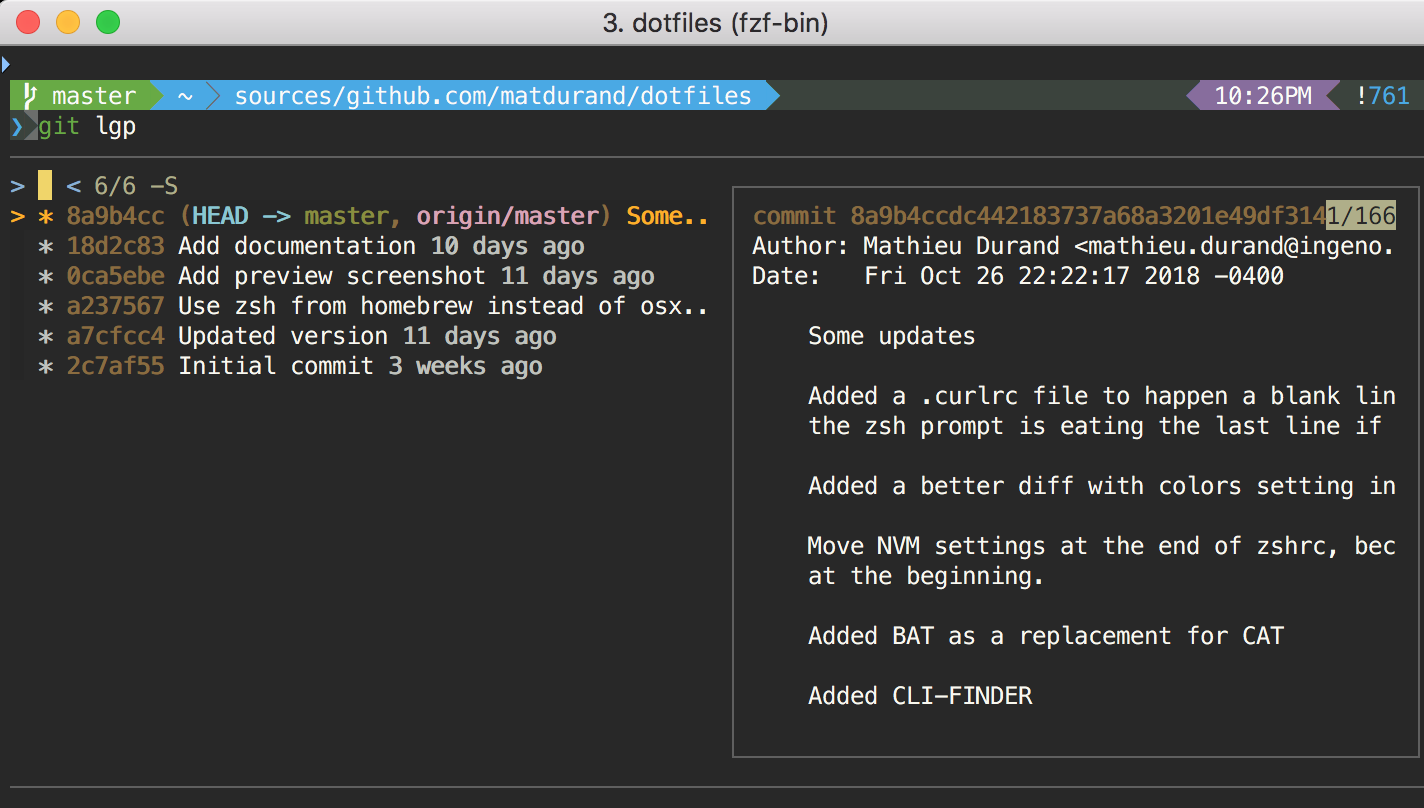 3. dotfiles (fzf-bin)
master ~ sources/github.com/matdurand/dotfiles 10:26PM !761
❯ git lgp
> < 6/6 -S
> * 8a9b4cc (HEAD -> master, origin/master) Some..
* 18d2c83 Add documentation 10 days ago
* 0ca5ebe Add preview screenshot 11 days ago
* a237567 Use zsh from homebrew instead of osx..
* a7cfcc4 Updated version 11 days ago
* 2c7af55 Initial commit 3 weeks ago
commit 8a9b4ccdc442183737a68a3201e49df3141/166
Author: Mathieu Durand <mathieu.durand@ingeno.
Date:   Fri Oct 26 22:22:17 2018 -0400
Some updates
Added a .curlrc file to happen a blank lin
the zsh prompt is eating the last line if
Added a better diff with colors setting in
Move NVM settings at the end of zshrc, bec
at the beginning.
Added BAT as a replacement for CAT
Added CLI-FINDER